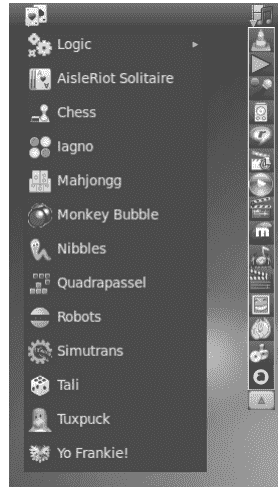 Logic
AisleRiot Solitaire
Chess
Iagno
Mahjongg
Monkey Bubble
Nibbles
Quadrapassel
Robots
Simutrans
Tali
Tuxpuck
Yo Frankie!